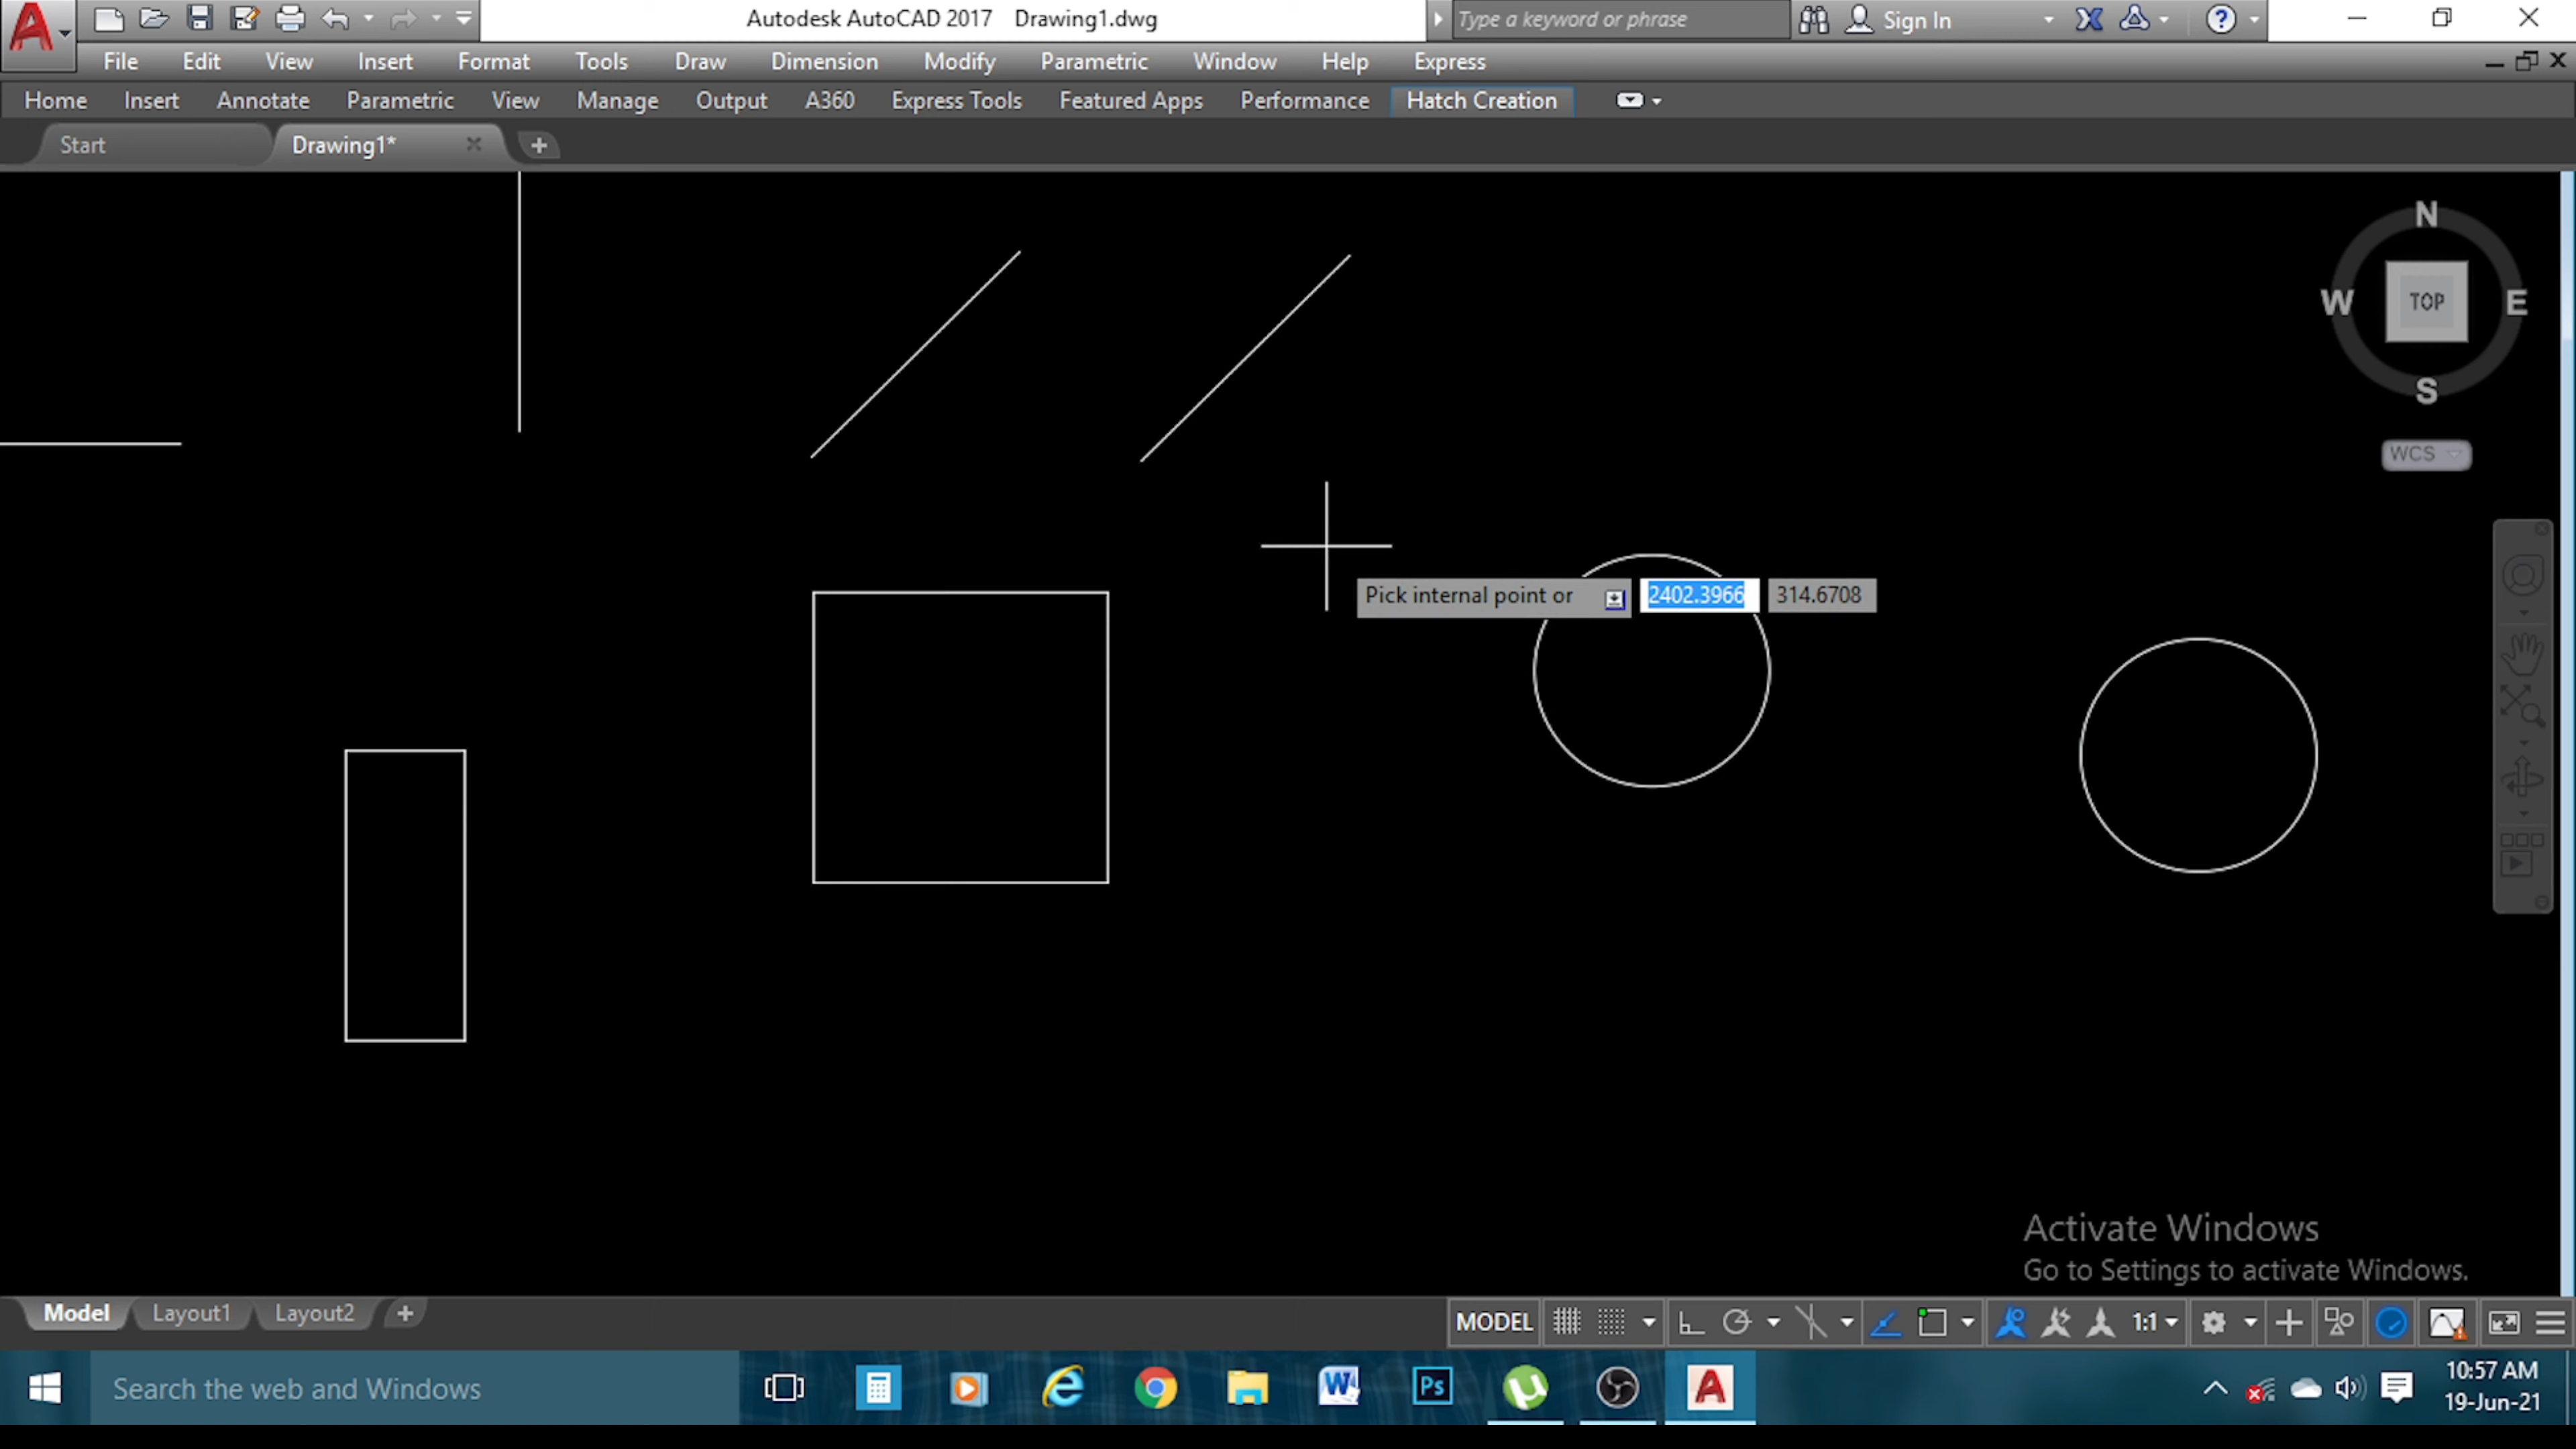 Autodesk AutoCAD 2017 Drawing1.dwg
Type a keyword or phrase
Sign In
File Edit View Insert Format Tools Draw Dimension Modify Parametric Window Help Express
Home Insert Annotate Parametric View Manage Output A360 Express Tools Featured Apps Performance Hatch Creation
Start Drawing1*
N
W TOP E
S
WCS
Pick internal point or 2402.3966 314.6708
Activate Windows
Go to Settings to activate Windows.
Model Layout1 Layout2
MODEL 1:1
Search the web and Windows
W
Ps
10:57 AM
19-Jun-21